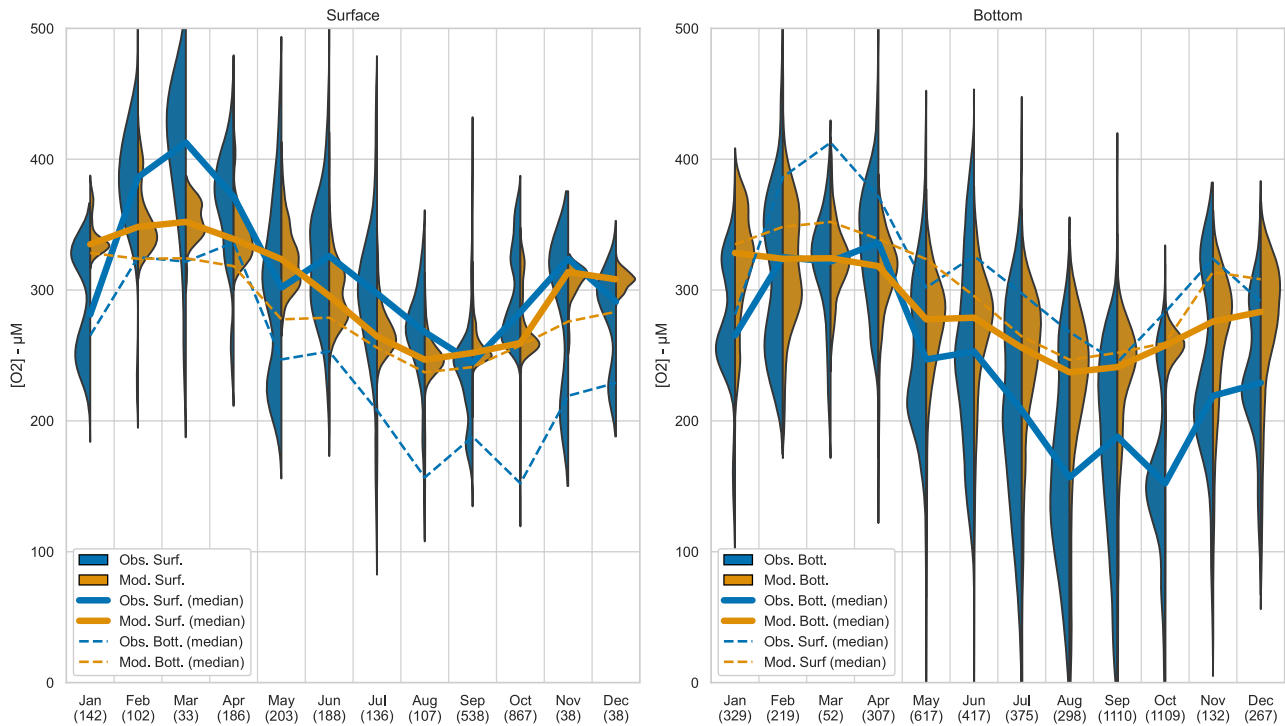 Surface
[O2] - µM
500
400
300
200
100
0
Obs. Surf.
Mod. Surf.
Obs. Surf. (median)
Mod. Surf. (median)
Obs. Bott. (median)
Mod. Bott. (median)
Jan Feb Mar Apr May Jun Jul Aug Sep Oct Nov Dec
(142) (102) (33) (186) (203) (188) (136) (107) (538) (867) (38) (38)
Bottom
[O2] - µM
500
400
300
200
100
0
Obs. Bott.
Mod. Bott.
Obs. Bott. (median)
Mod. Bott. (median)
Obs. Surf. (median)
Mod. Surf (median)
Jan Feb Mar Apr May Jun Jul Aug Sep Oct Nov Dec
(329) (219) (52) (307) (617) (417) (375) (298) (1110) (1109) (132) (267)